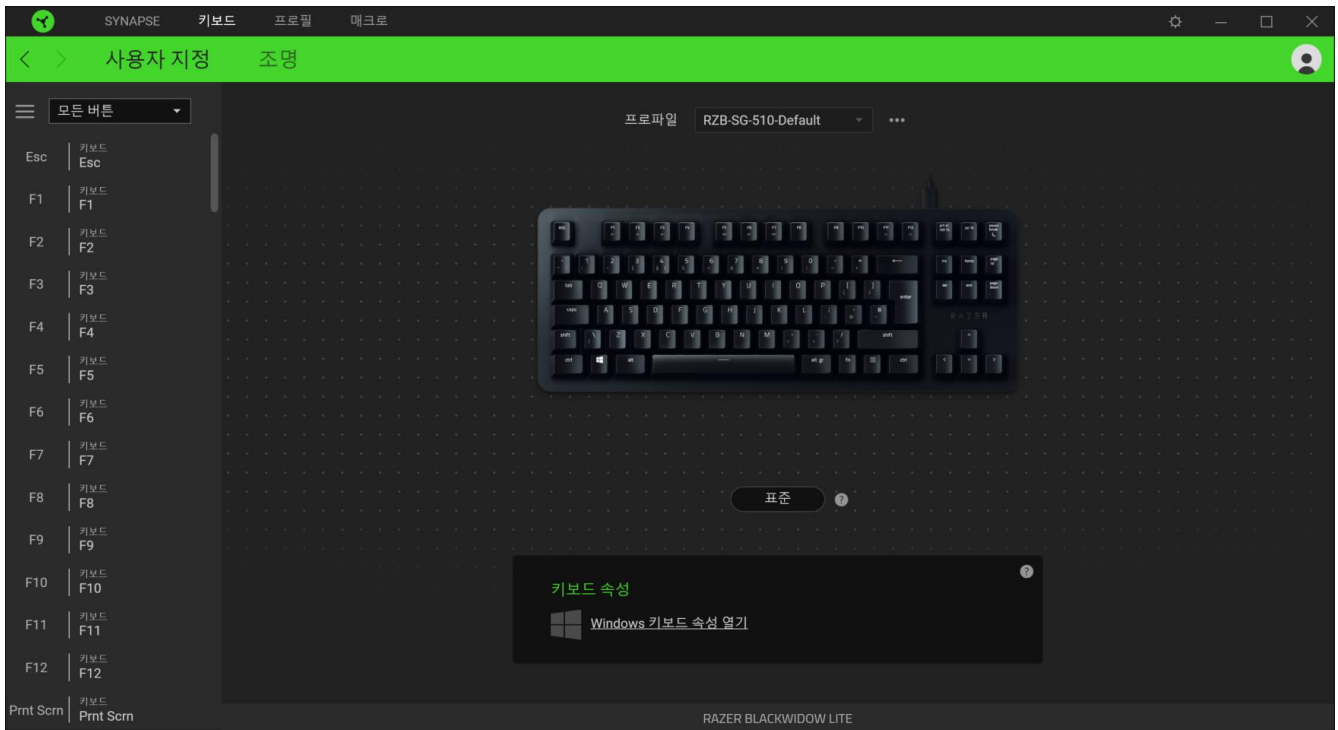 SYNAPSE 키보드 프로필 매크로
사용자 지정 조명
모든 버튼
프로파일 RZB-SG-510-Default
Esc 키보드
Esc
F1 키보드
F1
F2 키보드
F2
F3 키보드
F3
F4 키보드
F4
F5 키보드
F5
F6 키보드
F6
F7 키보드
F7
F8 키보드
F8
F9 키보드
F9
F10 키보드
F10
F11 키보드
F11
F12 키보드
F12
Prnt Scrn 키보드
Prnt Scrn
RAZER
표준
키보드 속성
Windows 키보드 속성 열기
RAZER BLACKWIDOW LITE